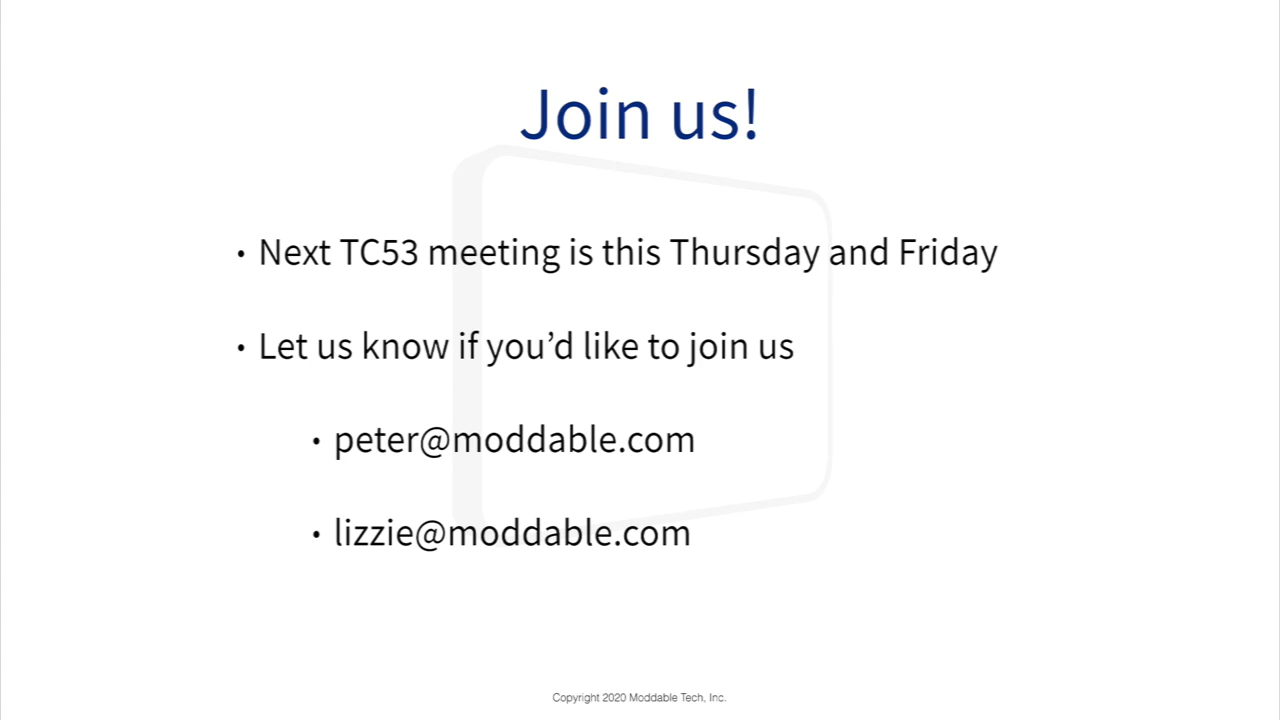 Join us!
• Next TC53 meeting is this Thursday and Friday
• Let us know if you’d like to join us
• peter@moddable.com
• lizzie@moddable.com
Copyright 2020 Moddable Tech, Inc.